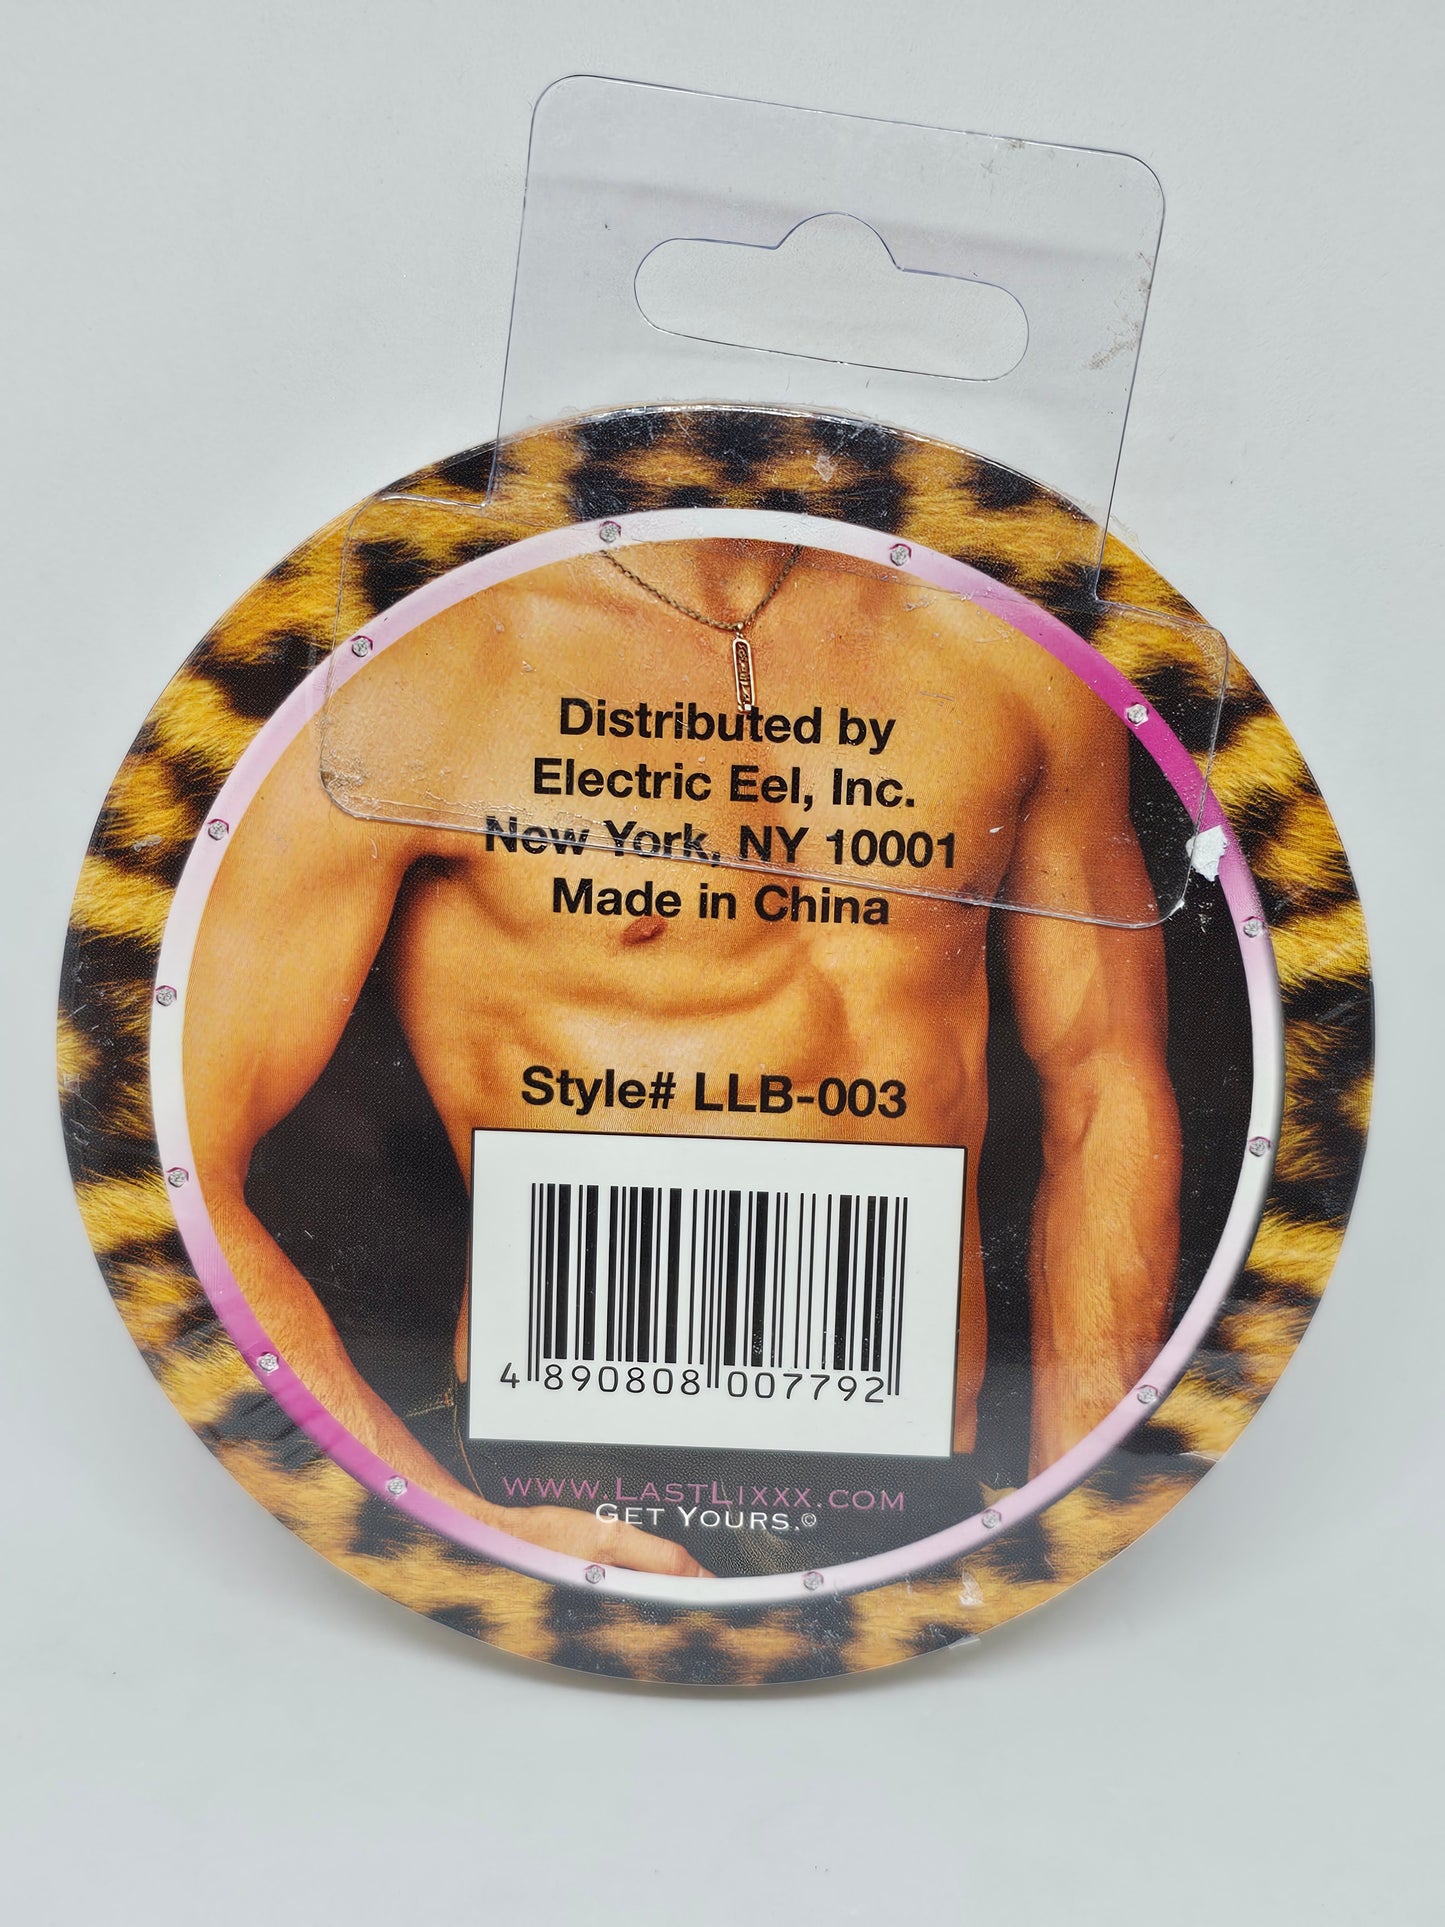 Distributed by
Electric Eel, Inc.
New York, NY 10001
Made in China
Style# LLB-003
4 890808 007792
www.LastLixxx.com
Get Yours.©